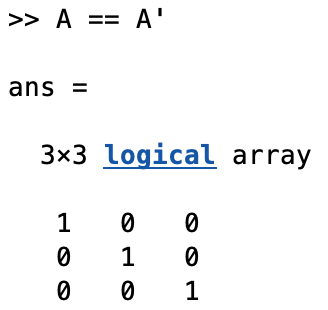 >> A == A'
ans =
3×3 logical array
1 0 0
0 1 0
0 0 1